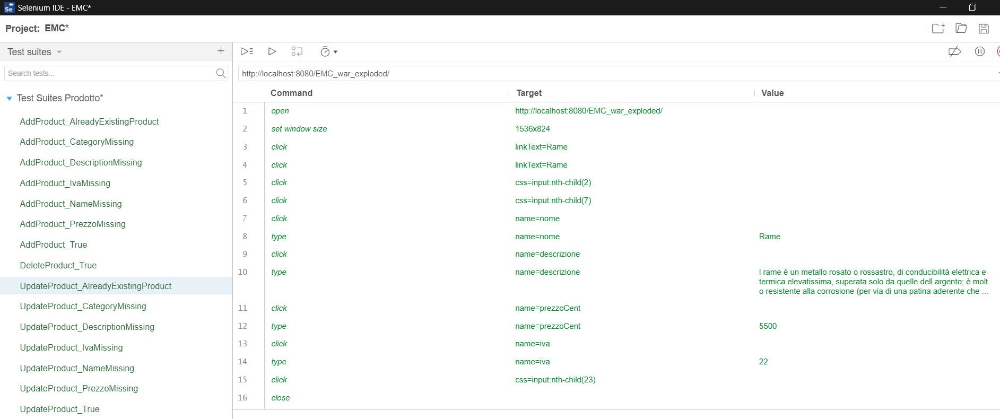 Selenium IDE - EMC*
Project: EMC*
Test suites
Search tests...
Test Suites Prodotto*
AddProduct_AlreadyExistingProduct
AddProduct_CategoryMissing
AddProduct_DescriptionMissing
AddProduct_IvaMissing
AddProduct_NameMissing
AddProduct_PrezzoMissing
AddProduct_True
DeleteProduct_True
UpdateProduct_AlreadyExistingProduct
UpdateProduct_CategoryMissing
UpdateProduct_DescriptionMissing
UpdateProduct_IvaMissing
UpdateProduct_NameMissing
UpdateProduct_PrezzoMissing
UpdateProduct_True
http://localhost:8080/EMC_war_exploded/
Command Target Value
1 open http://localhost:8080/EMC_war_exploded/
2 set window size 1536x824
3 click linkText=Rame
4 click linkText=Rame
5 click css=input:nth-child(2)
6 click css=input:nth-child(7)
7 click name=nome
8 type name=nome Rame
9 click name=descrizione
10 type name=descrizione l rame è un metallo rosato o rossastro, di conducibilità elettrica e
termica elevatissima, superata solo da quelle dell argento; è molt
o resistente alla corrosione (per via di una patina aderente che ...
11 click name=prezzoCent
12 type name=prezzoCent 5500
13 click name=iva
14 type name=iva 22
15 click css=input:nth-child(23)
16 close